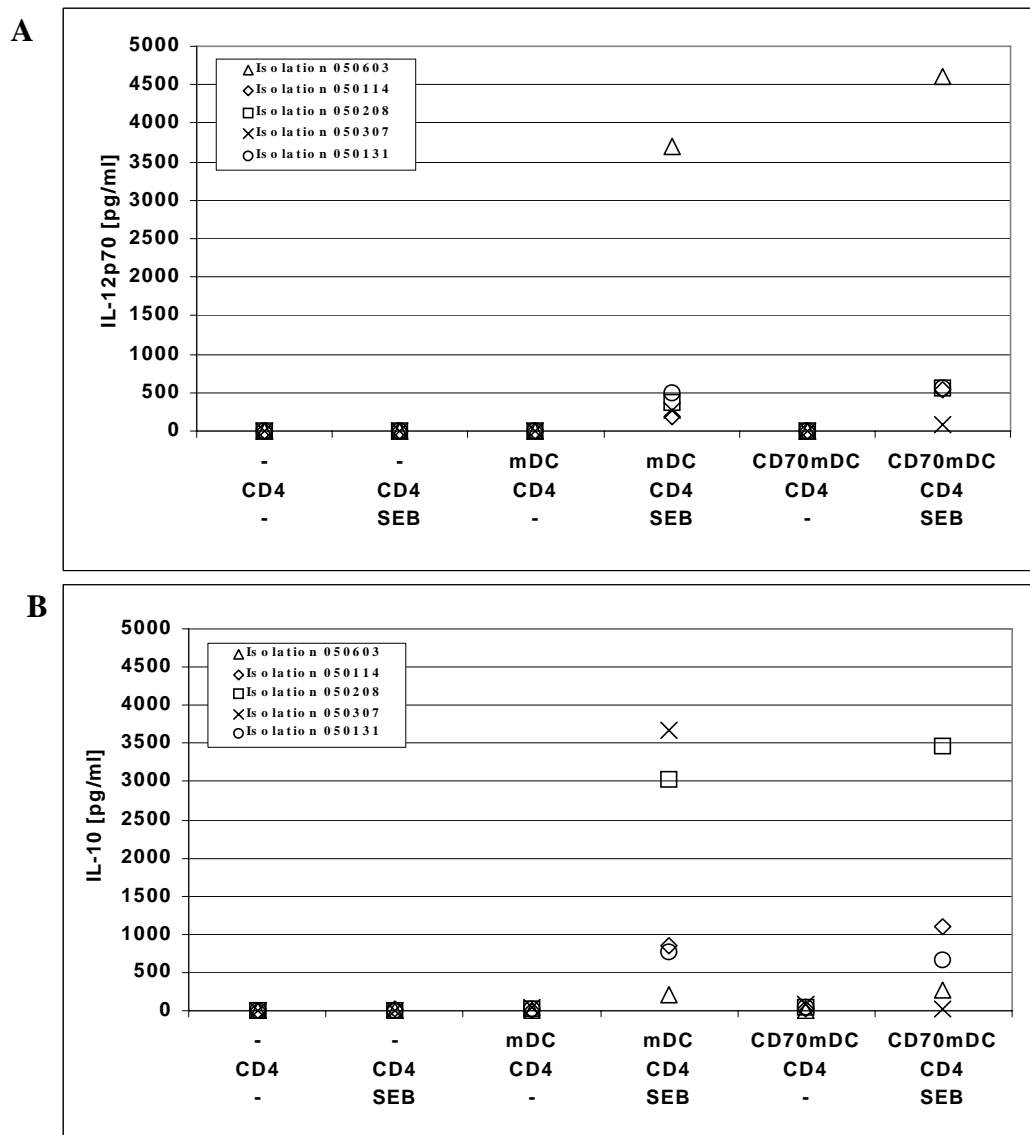 A
IL-12p70 [pg/ml]
5000
4500
4000
3500
3000
2500
2000
1500
1000
500
0
Isolation 050603
Isolation 050114
Isolation 050208
Isolation 050307
Isolation 050131
- - mDC mDC CD70mDC CD70mDC
CD4 CD4 CD4 CD4 CD4 CD4
- SEB - SEB - SEB
B
IL-10 [pg/ml]
5000
4500
4000
3500
3000
2500
2000
1500
1000
500
0
Isolation 050603
Isolation 050114
Isolation 050208
Isolation 050307
Isolation 050131
- - mDC mDC CD70mDC CD70mDC
CD4 CD4 CD4 CD4 CD4 CD4
- SEB - SEB - SEB